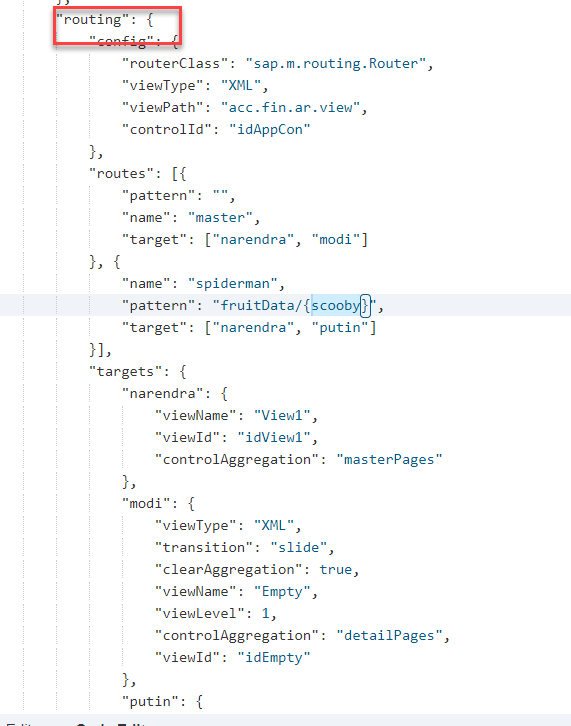 },
"routing": {
"config": {
"routerClass": "sap.m.routing.Router",
"viewType": "XML",
"viewPath": "acc.fin.ar.view",
"controlId": "idAppCon"
},
"routes": [{
"pattern": "",
"name": "master",
"target": ["narendra", "modi"]
}, {
"name": "spiderman",
"pattern": "fruitData/{scooby}",
"target": ["narendra", "putin"]
}],
"targets": {
"narendra": {
"viewName": "View1",
"viewId": "idView1",
"controlAggregation": "masterPages"
},
"modi": {
"viewType": "XML",
"transition": "slide",
"clearAggregation": true,
"viewName": "Empty",
"viewLevel": 1,
"controlAggregation": "detailPages",
"viewId": "idEmpty"
},
"putin": {